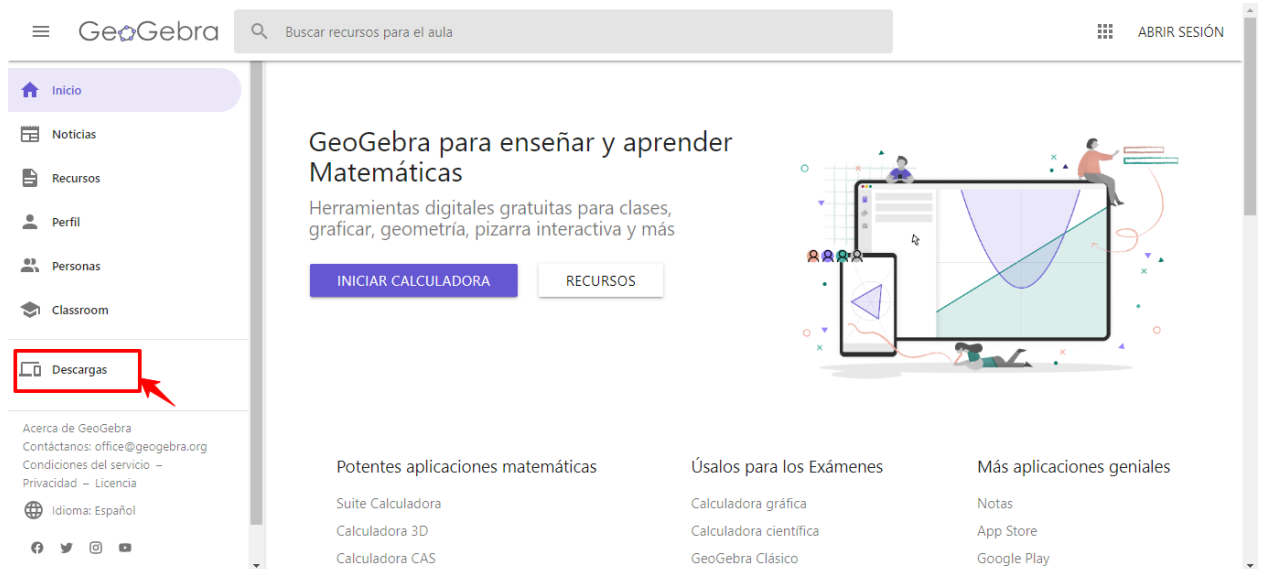 GeoGebra
Buscar recursos para el aula
ABRIR SESIÓN
Inicio
Noticias
Recursos
Perfil
Personas
Classroom
Descargas
Acerca de GeoGebra
Contáctanos: office@geogebra.org
Condiciones del servicio –
Privacidad – Licencia
Idioma: Español
GeoGebra para enseñar y aprender
Matemáticas
Herramientas digitales gratuitas para clases,
graficar, geometría, pizarra interactiva y más
INICIAR CALCULADORA
RECURSOS
Potentes aplicaciones matemáticas
Suite Calculadora
Calculadora 3D
Calculadora CAS
Úsalos para los Exámenes
Calculadora gráfica
Calculadora científica
GeoGebra Clásico
Más aplicaciones geniales
Notas
App Store
Google Play